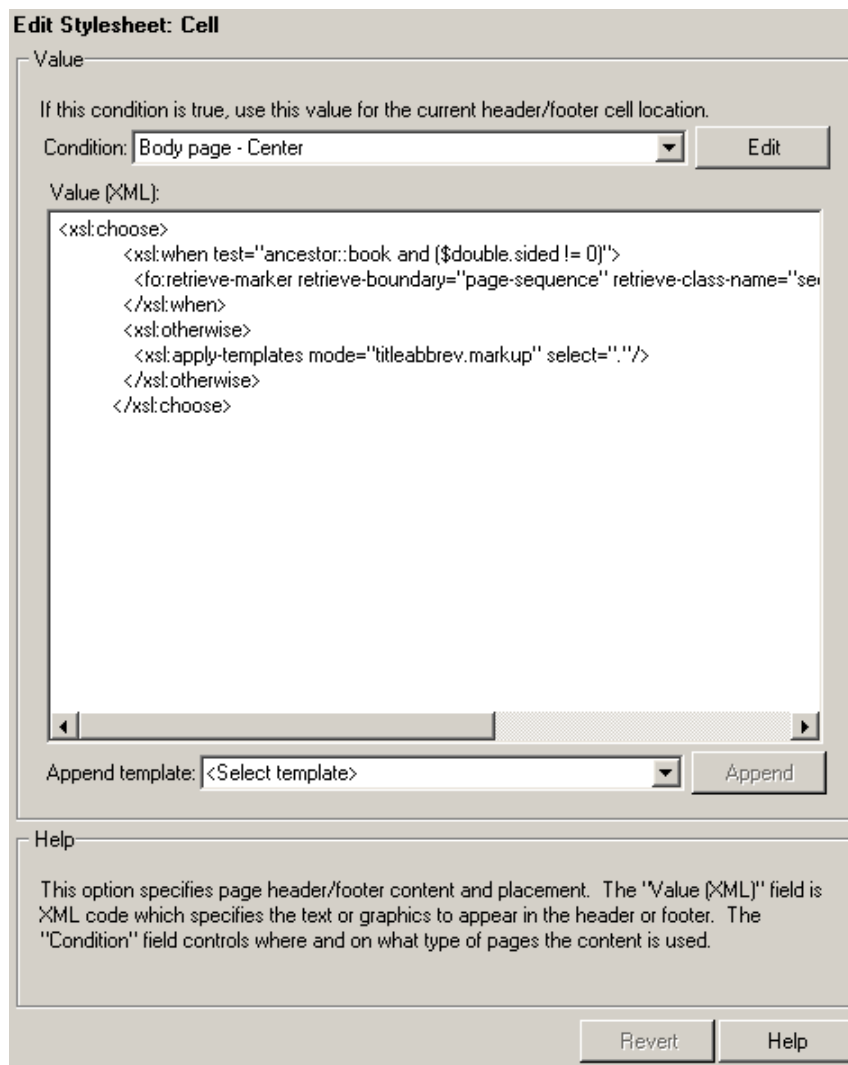 Edit Stylesheet: Cell
Value
If this condition is true, use this value for the current header/footer cell location.
Condition: Body page - Center Edit
Value (XML):
<xsl:choose>
<xsl:when test="ancestor::book and ($double.sided != 0)">
<fo:retrieve-marker retrieve-boundary="page-sequence" retrieve-class-name="sec
</xsl:when>
<xsl:otherwise>
<xsl:apply-templates mode="titleabbrev.markup" select="."/>
</xsl:otherwise>
</xsl:choose>
Append template: <Select template> Append
Help
This option specifies page header/footer content and placement. The "Value (XML)" field is
XML code which specifies the text or graphics to appear in the header or footer. The
"Condition" field controls where and on what type of pages the content is used.
Revert Help